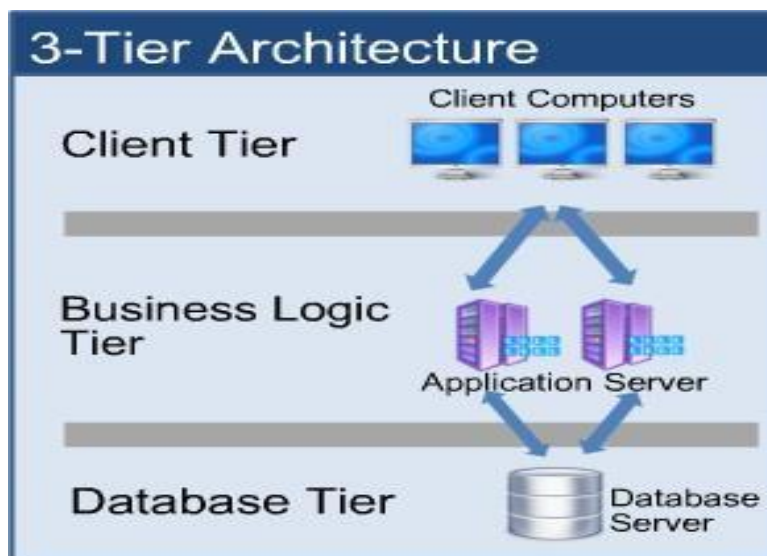 3-Tier Architecture
Client Computers
Client Tier
Business Logic
Tier
Application Server
Database Tier
Database
Server